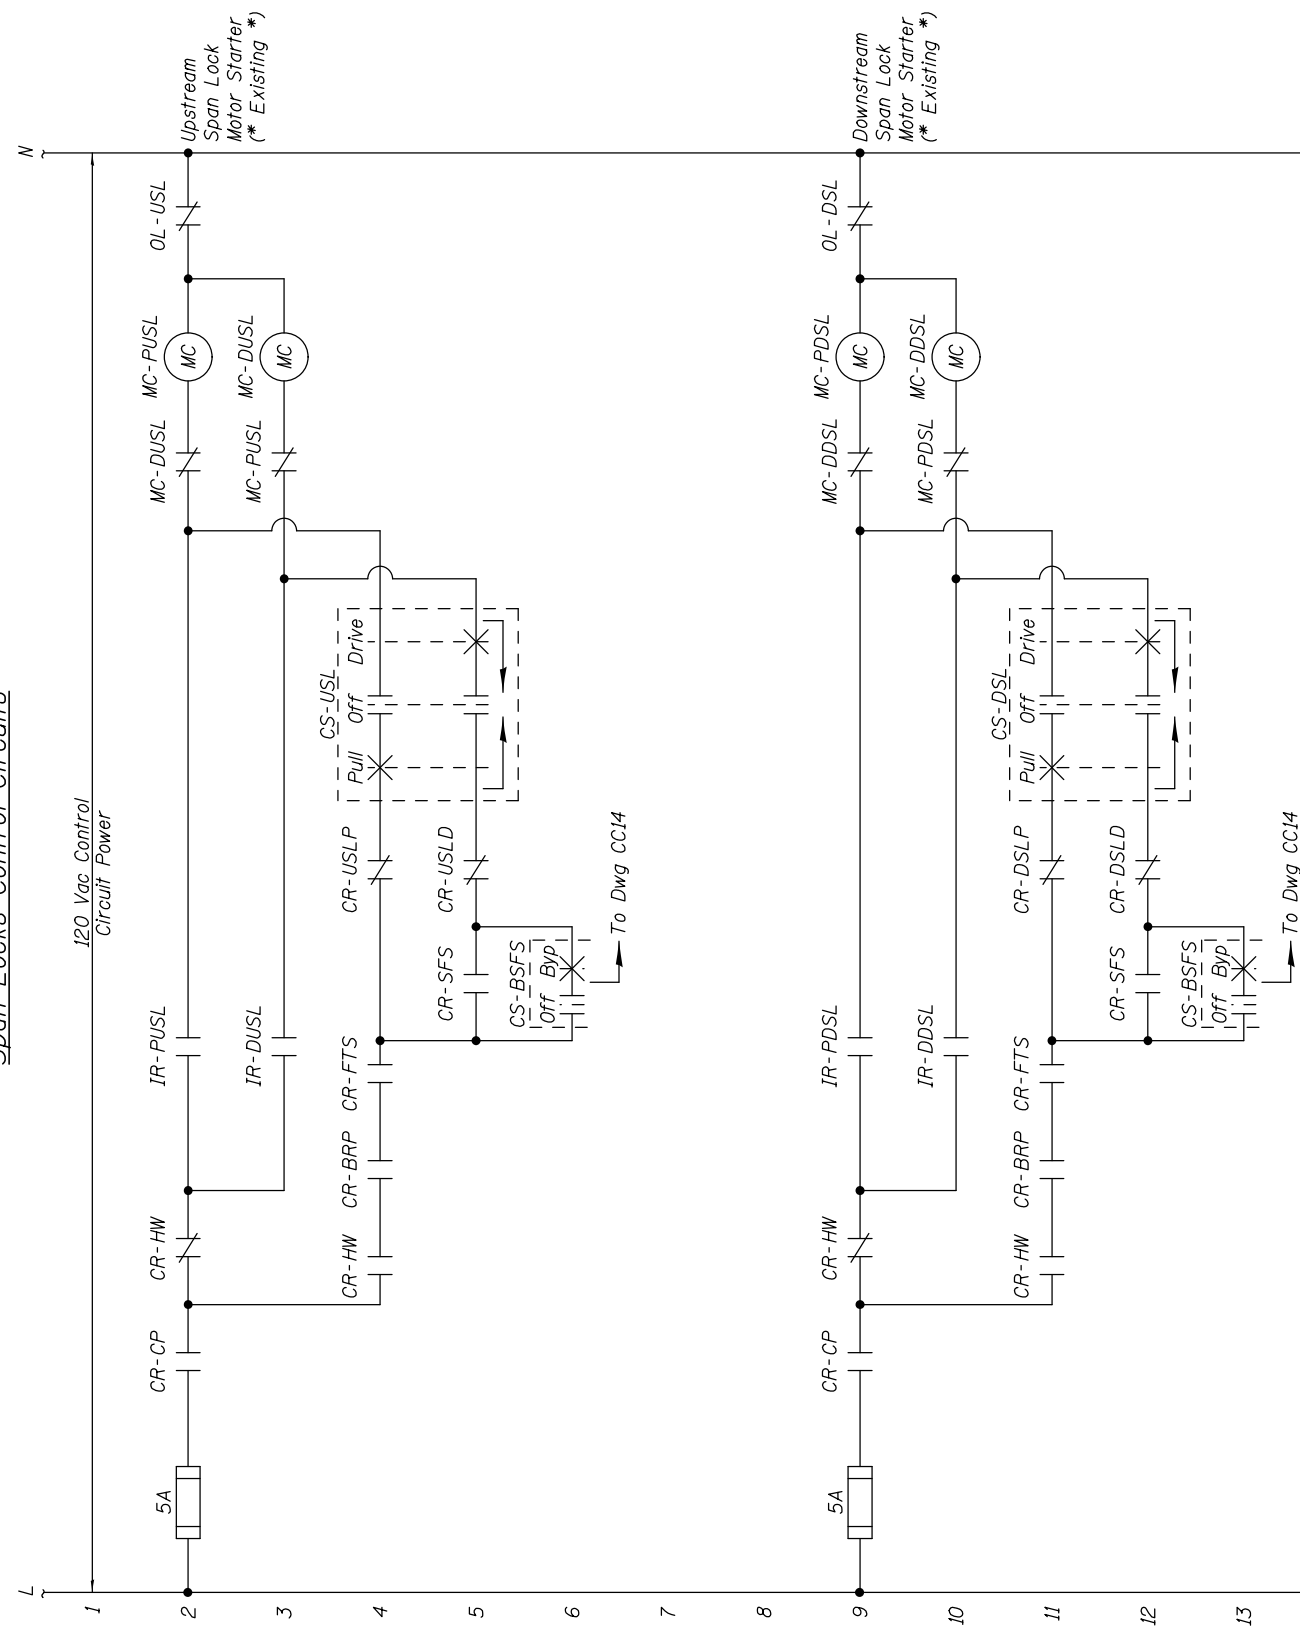 Span Locks Control Circuits
L
N
1
120 Vac Control
Circuit Power
2
5A
CR-CP
CR-HW
IR-PUSL
MC-DUSL
MC-PUSL
MC
OL-USL
Upstream
Span Lock
Motor Starter
(* Existing *)
3
IR-DUSL
MC-PUSL
MC-DUSL
MC
4
CR-HW
CR-BRP
CR-FTS
CR-USLP
CS-USL
Pull
Off
Drive
5
CR-SFS
CR-USLD
6
CS-BSFS
Off
Byp
To Dwg CC14
7
8
9
5A
CR-CP
CR-HW
IR-PDSL
MC-DDSL
MC-PDSL
MC
OL-DSL
Downstream
Span Lock
Motor Starter
(* Existing *)
10
IR-DDSL
MC-PDSL
MC-DDSL
MC
11
CR-HW
CR-BRP
CR-FTS
CR-DSLP
CS-DSL
Pull
Off
Drive
12
CR-SFS
CR-DSLD
13
CS-BSFS
Off
Byp
To Dwg CC14